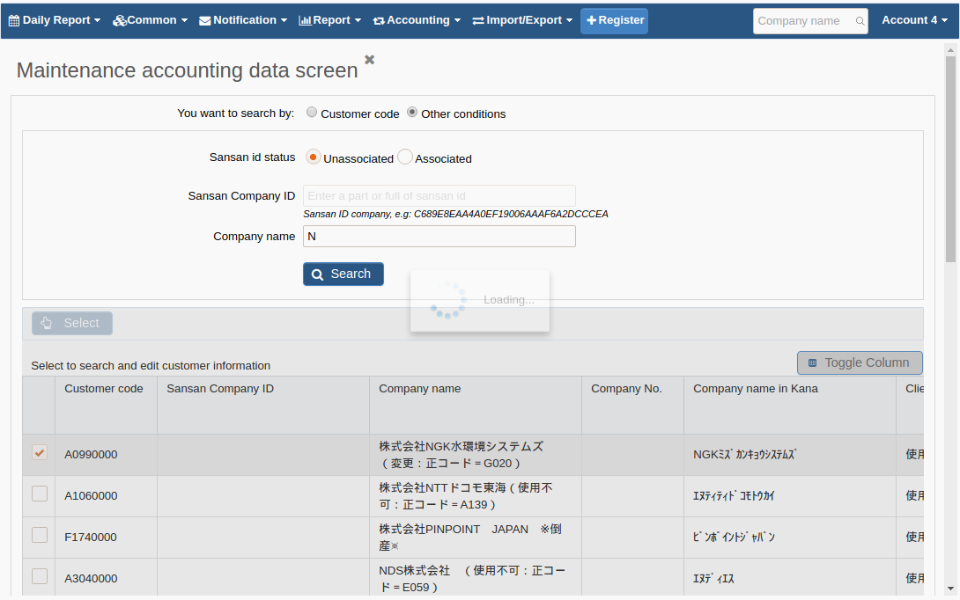 Daily Report Common Notification Report Accounting Import/Export Register Company name Account 4
Maintenance accounting data screen
You want to search by: Customer code Other conditions
Sansan id status Unassociated Associated
Sansan Company ID Enter a part or full of sansan id
Sansan ID company, e.g: C689E8EAA4A0EF19006AAAF6A2DCCCEA
Company name N
Search
Loading...
Select
Select to search and edit customer information Toggle Column
Customer code Sansan Company ID Company name Company No. Company name in Kana Clie
株式会社NGK水環境システムズ
A0990000 NGKﾐｽﾞｶﾝｷｮｳｼｽﾃﾑｽﾞ 使用
（変更：正コード＝G020）
株式会社NTTドコモ東海（使用不
A1060000 ｴﾇﾃｨﾃｨﾄﾞｺﾓﾄｳｶｲ 使用
可：正コード＝A139）
株式会社PINPOINT　JAPAN　※倒
F1740000 ﾋﾟﾝﾎﾟｲﾝﾄｼﾞｬﾊﾟﾝ 使用
産※
NDS株式会社　（使用不可：正コー
A3040000 ｴﾇﾃﾞｨｴｽ 使用
ド＝E059）